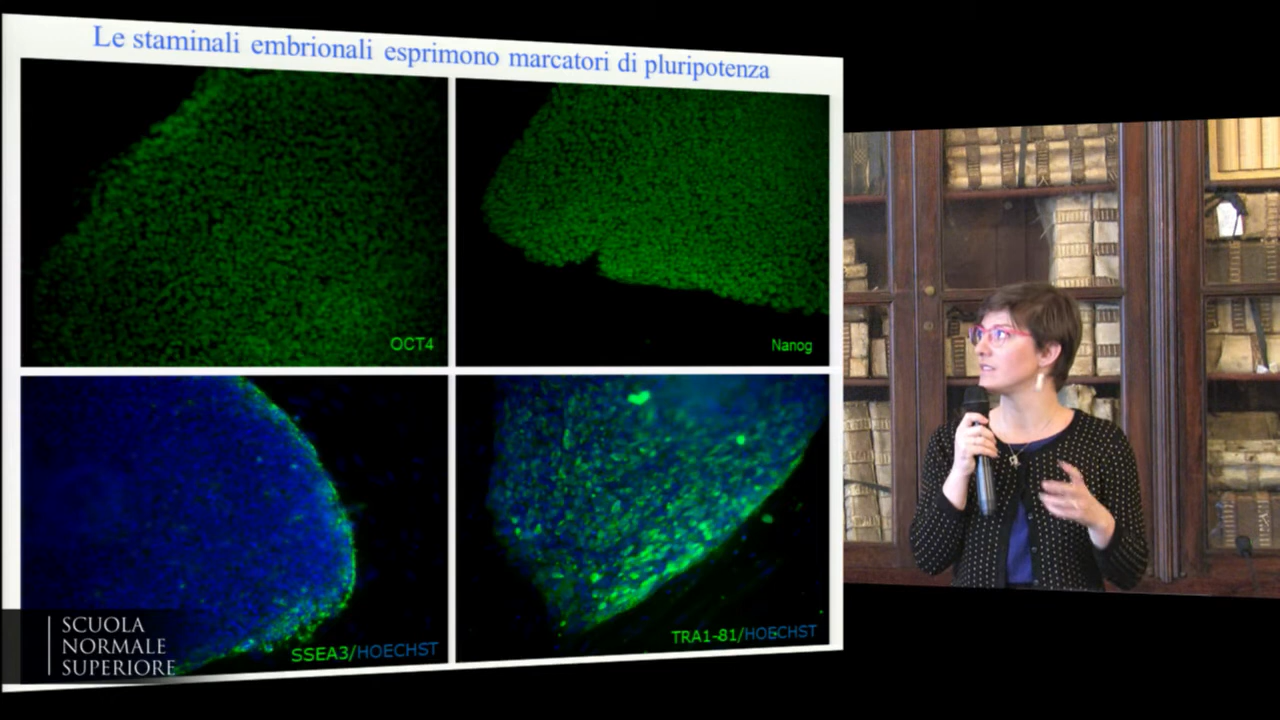 Le staminali embrionali esprimono marcatori di pluripotenza
OCT4
Nanog
SSEA3/HOECHST
TRA1-81/HOECHST
SCUOLA
NORMALE
SUPERIORE